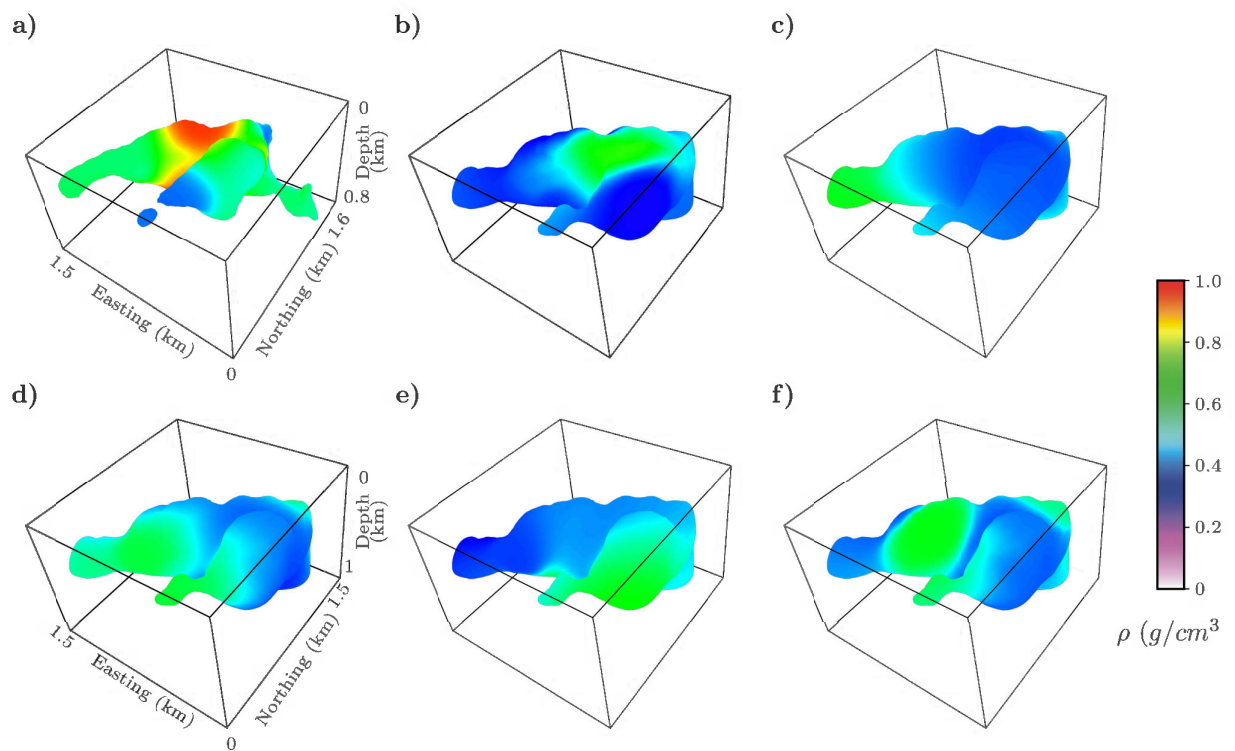 a)
b)
c)
0
Depth
(km)
0.8
1.6
Northing (km)
1.5
Easting (km)
0
1.0
0.8
0.6
0.4
0.2
0
ρ (g/cm³
d)
e)
f)
0
Depth
(km)
1
1.5
Northing (km)
1.5
Easting (km)
0